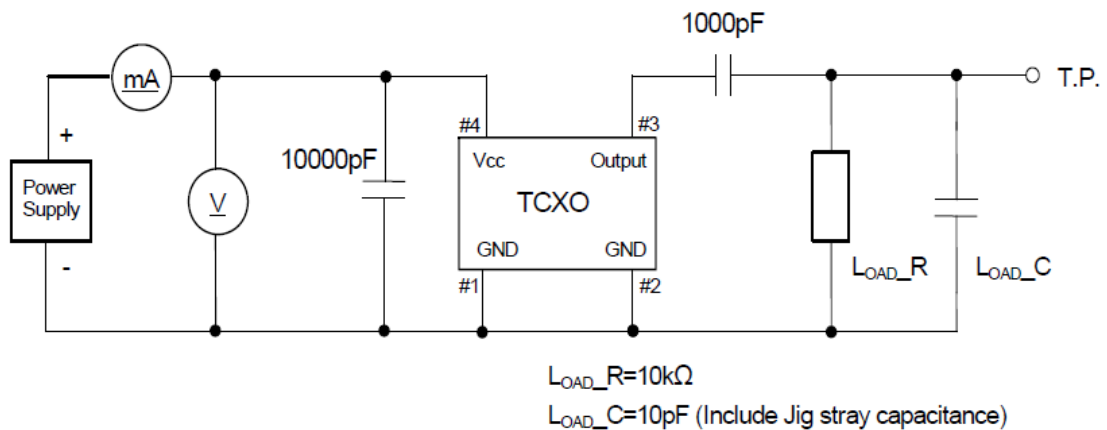 1000pF
mA
T.P.
#4
#3
+
10000pF
Vcc
Output
Power
Supply
TCXO
V
-
GND
GND
#1
#2
LOAD_R
LOAD_C
LOAD_R=10kΩ
LOAD_C=10pF (Include Jig stray capacitance)